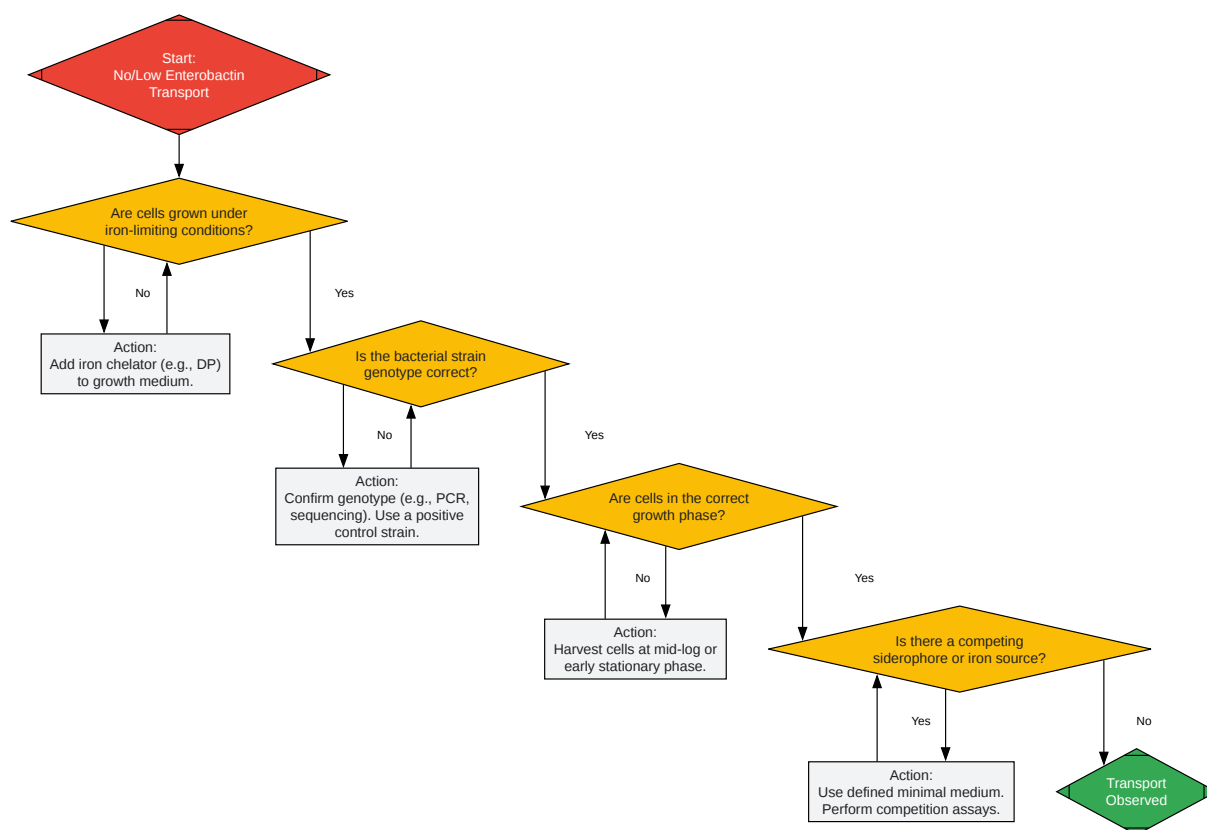 Start:
No/Low Enterobactin
Transport
Are cells grown under
iron-limiting conditions?
No
Yes
Action:
Add iron chelator (e.g., DP)
to growth medium.
Is the bacterial strain
genotype correct?
No
Yes
Action:
Confirm genotype (e.g., PCR,
sequencing). Use a positive
control strain.
Are cells in the correct
growth phase?
No
Yes
Action:
Harvest cells at mid-log or
early stationary phase.
Is there a competing
siderophore or iron source?
Yes
No
Action:
Use defined minimal medium.
Perform competition assays.
Transport
Observed